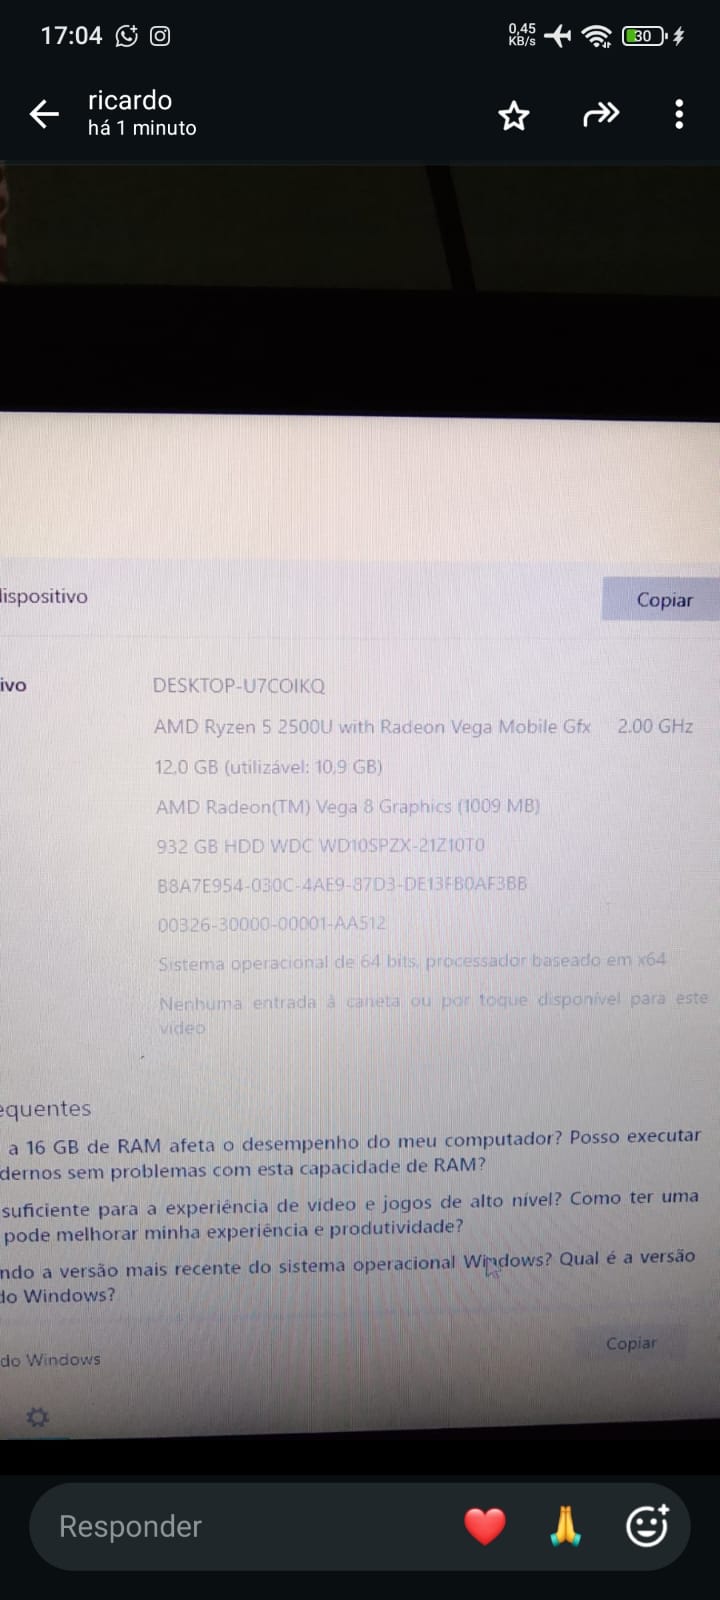 17:04
0,45
KB/s
30
ricardo
há 1 minuto
dispositivo
Copiar
ivo
DESKTOP-U7COIKQ
AMD Ryzen 5 2500U with Radeon Vega Mobile Gfx 2.00 GHz
12,0 GB (utilizável: 10,9 GB)
AMD Radeon(TM) Vega 8 Graphics (1009 MB)
932 GB HDD WDC WD10SPZX-21Z10T0
B8A7E954-030C-4AE9-87D3-DE13FB0AF3BB
00326-30000-00001-AA512
Sistema operacional de 64 bits, processador baseado em x64
Nenhuma entrada à caneta ou por toque disponível para este
vídeo
equentes
a 16 GB de RAM afeta o desempenho do meu computador? Posso executar
dernos sem problemas com esta capacidade de RAM?
suficiente para a experiência de vídeo e jogos de alto nível? Como ter uma
pode melhorar minha experiência e produtividade?
ndo a versão mais recente do sistema operacional Windows? Qual é a versão
do Windows?
Copiar
do Windows
Responder